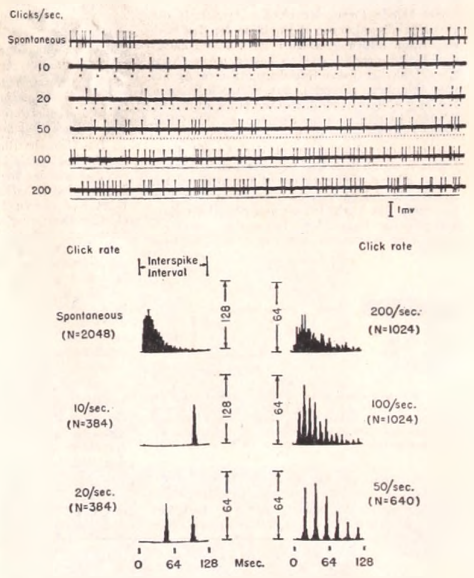 Clicks/sec.
Spontaneous
10
20
50
100
200
1mv
Click rate
Click rate
Interspike
Interval
Spontaneous
(N=2048)
128
64
200/sec.
(N=1024)
10/sec.
(N=384)
128
64
100/sec.
(N=1024)
20/sec.
(N=384)
64
64
50/sec.
(N=640)
0 64 128 Msec. 0 64 128